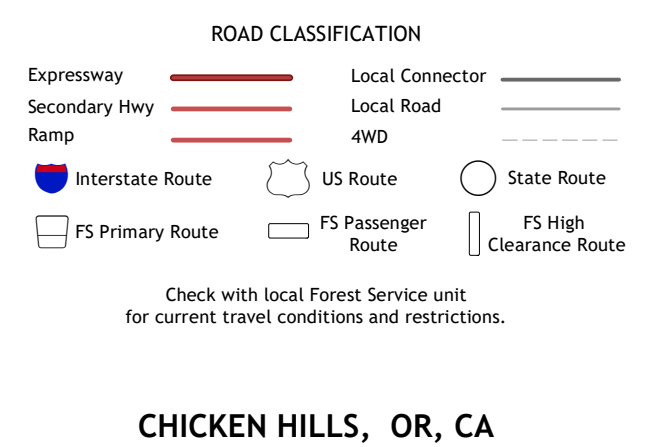 ROAD CLASSIFICATION
Expressway
Local Connector
Secondary Hwy
Local Road
Ramp
4WD
Interstate Route
US Route
State Route
FS Primary Route
FS Passenger
Route
FS High
Clearance Route
Check with local Forest Service unit
for current travel conditions and restrictions.
CHICKEN HILLS, OR, CA